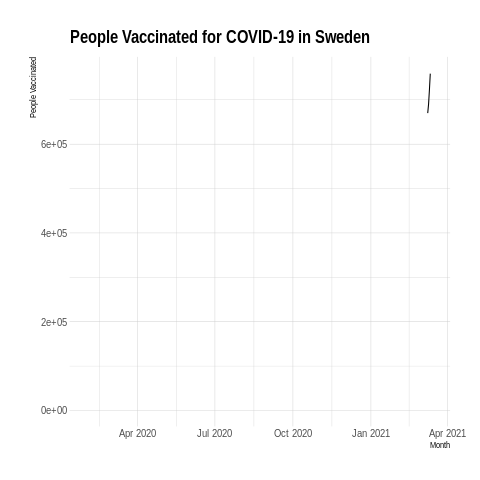 People Vaccinated for COVID-19 in Sweden
People Vaccinated
6e+05
4e+05
2e+05
0e+00
Apr 2020 Jul 2020 Oct 2020 Jan 2021 Apr 2021
Month